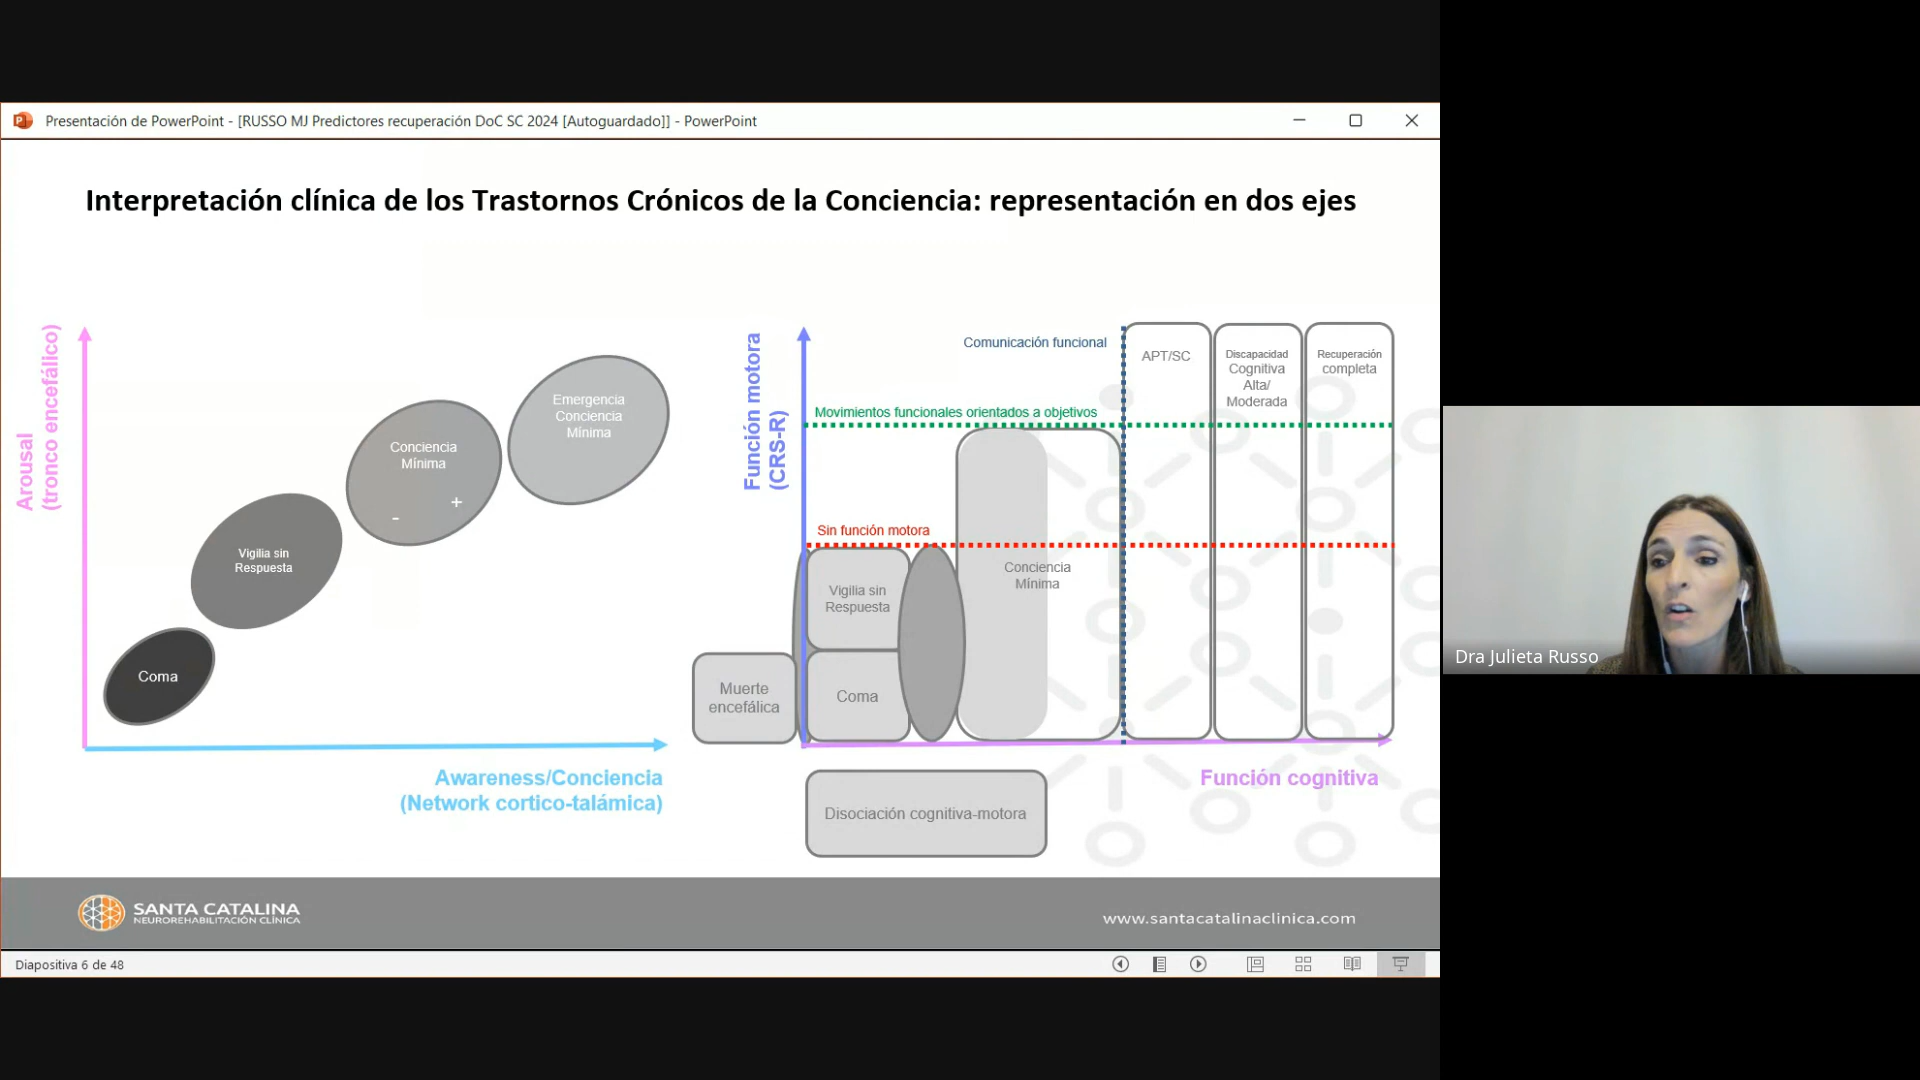 Presentación de PowerPoint - [RUSSO MJ Predictores recuperación DoC SC 2024 [Autoguardado]] - PowerPoint
Interpretación clínica de los Trastornos Crónicos de la Conciencia: representación en dos ejes
Arousal
(tronco encefálico)
Emergencia
Conciencia
Mínima
Conciencia
Mínima
- +
Vigilia sin
Respuesta
Coma
Awareness/Conciencia
(Network cortico-talámica)
Función motora
(CRS-R)
Comunicación funcional
Movimientos funcionales orientados a objetivos
Sin función motora
APT/SC
Discapacidad
Cognitiva
Alta/
Moderada
Recuperación
completa
Conciencia
Mínima
Vigilia sin
Respuesta
Coma
Muerte
encefálica
Función cognitiva
Disociación cognitiva-motora
SANTA CATALINA
NEUROREHABILITACIÓN CLÍNICA
www.santacatalinaclinica.com
Diapositiva 6 de 48
Dra Julieta Russo